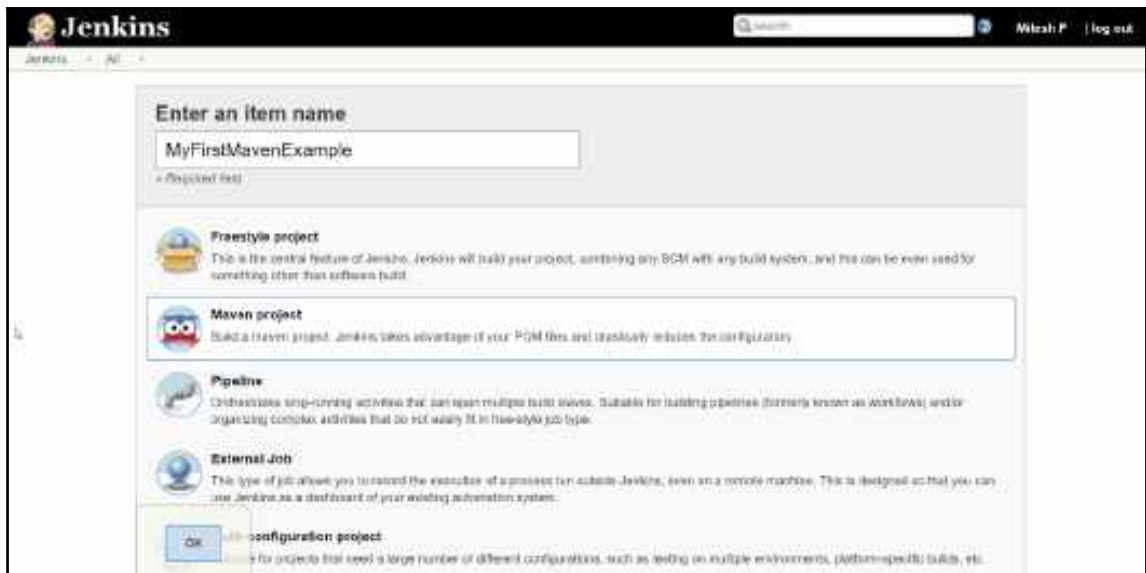 Jenkins
search
Mitesh P | log out
Jenkins All
Enter an item name
MyFirstMavenExample
» Required field
Freestyle project
This is the central feature of Jenkins. Jenkins will build your project, combining any SCM with any build system, and this can be even used for
something other than software build.
Maven project
Build a maven project. Jenkins takes advantage of your POM files and drastically reduces the configuration.
Pipeline
Orchestrates long-running activities that can span multiple build slaves. Suitable for building pipelines (formerly known as workflows) and/or
organizing complex activities that do not easily fit in free-style job type.
External Job
This type of job allows you to record the execution of a process run outside Jenkins, even on a remote machine. This is designed so that you can
use Jenkins as a dashboard of your existing automation system.
OK
configuration project
for projects that need a large number of different configurations, such as testing on multiple environments, platform-specific builds, etc.